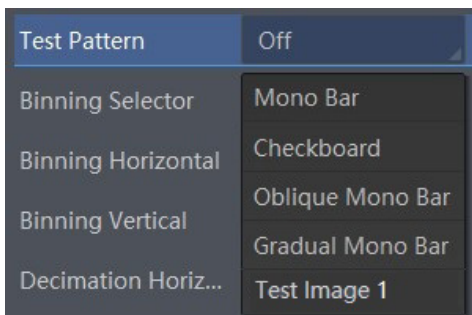 Test Pattern Off
Binning Selector Mono Bar
Binning Horizontal Checkboard
Binning Vertical Oblique Mono Bar
Gradual Mono Bar
Decimation Horiz... Test Image 1